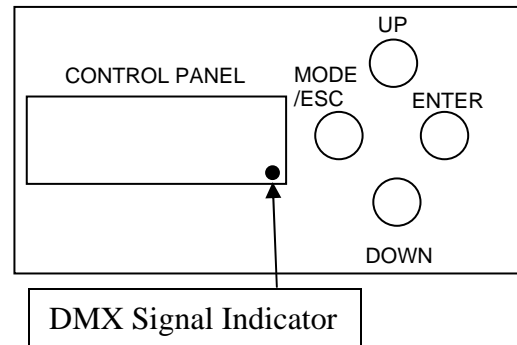 UP
CONTROL PANEL
MODE
/ESC
ENTER
DOWN
DMX Signal Indicator